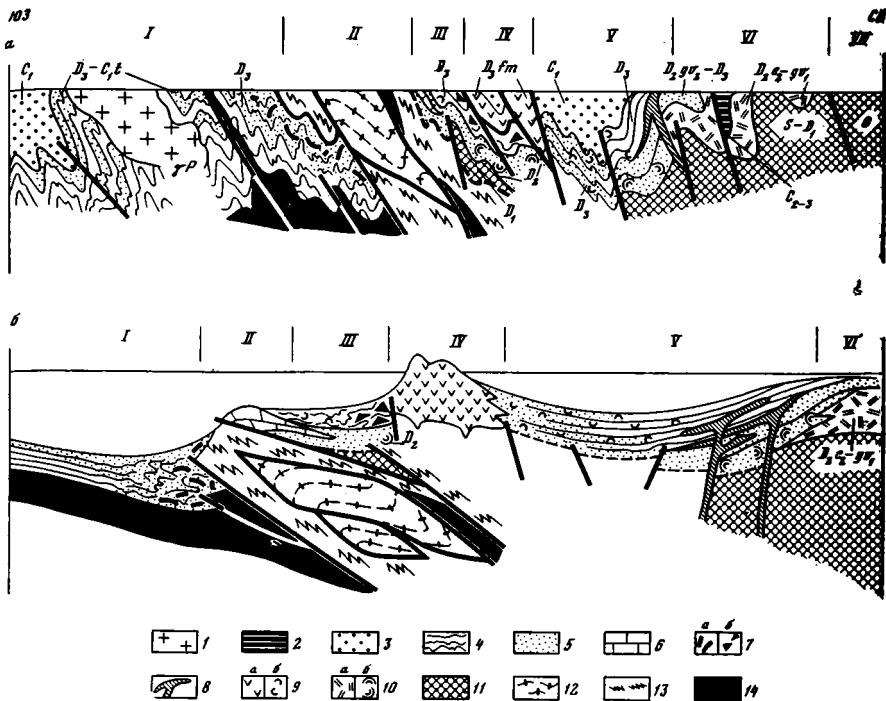 ЮЗ СВ
а I II III IV V VI VII
C₁ D₃-C₁t D₃ D₃ D₃fm C₁ D₃ D₂gv₂-D₃ D₂e₂-gv₁
S-D₁ O
γP
D₂
D₁ D₃ C₂₋₃
б I II III IV V VI
D₂
D₂e₂-gv₁
1 2 3 4 5 6 а б 7
8 а б 9 а б 10 11 12 13 14